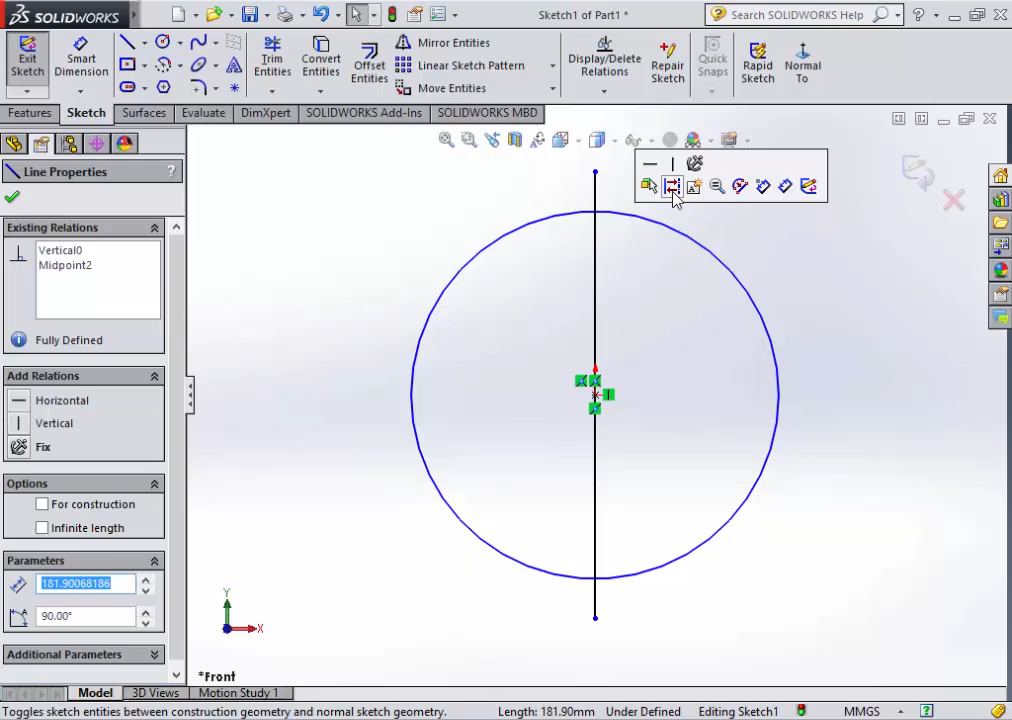 SOLIDWORKS
Sketch1 of Part1 *
Search SOLIDWORKS Help
Exit Sketch
Smart Dimension
Trim Entities
Convert Entities
Offset Entities
Mirror Entities
Linear Sketch Pattern
Move Entities
Display/Delete Relations
Repair Sketch
Quick Snaps
Rapid Sketch
Normal To
Features
Sketch
Surfaces
Evaluate
DimXpert
SOLIDWORKS Add-Ins
SOLIDWORKS MBD
Line Properties
?
Existing Relations
Vertical0
Midpoint2
Fully Defined
Add Relations
Horizontal
Vertical
Fix
Options
For construction
Infinite length
Parameters
181.90068186
90.00°
Additional Parameters
Y
X
*Front
Model
3D Views
Motion Study 1
Toggles sketch entities between construction geometry and normal sketch geometry.
Length: 181.90mm
Under Defined
Editing Sketch1
MMGS